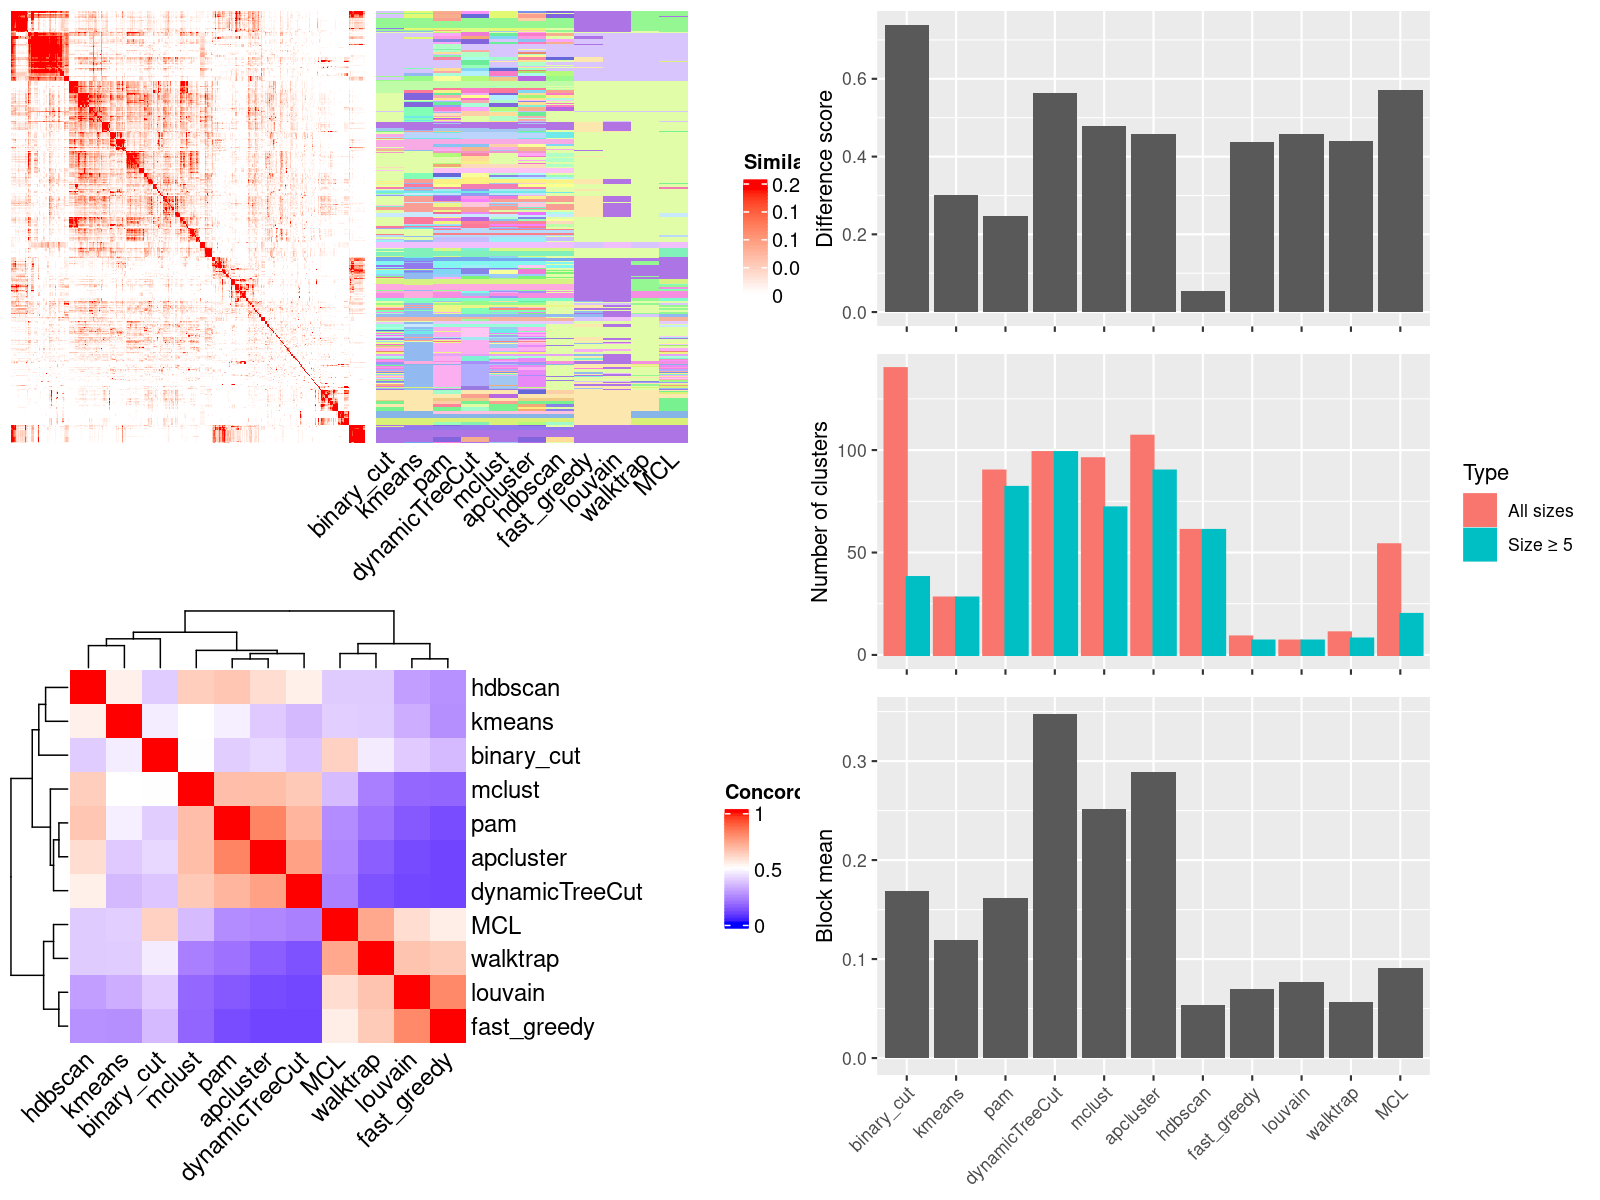 Simila
0.2
0.1
0.1
0.0
0
binary_cut
kmeans
pam
dynamicTreeCut
mclust
apcluster
hdbscan
fast_greedy
louvain
walktrap
MCL
hdbscan
kmeans
binary_cut
mclust
pam
apcluster
dynamicTreeCut
MCL
walktrap
louvain
fast_greedy
hdbscan
kmeans
binary_cut
mclust
pam
apcluster
dynamicTreeCut
MCL
walktrap
louvain
fast_greedy
Concord
1
0.5
0
Difference score
0.6
0.4
0.2
0.0
Number of clusters
100
50
0
Type
All sizes
Size ≥ 5
Block mean
0.3
0.2
0.1
0.0
binary_cut
kmeans
pam
dynamicTreeCut
mclust
apcluster
hdbscan
fast_greedy
louvain
walktrap
MCL